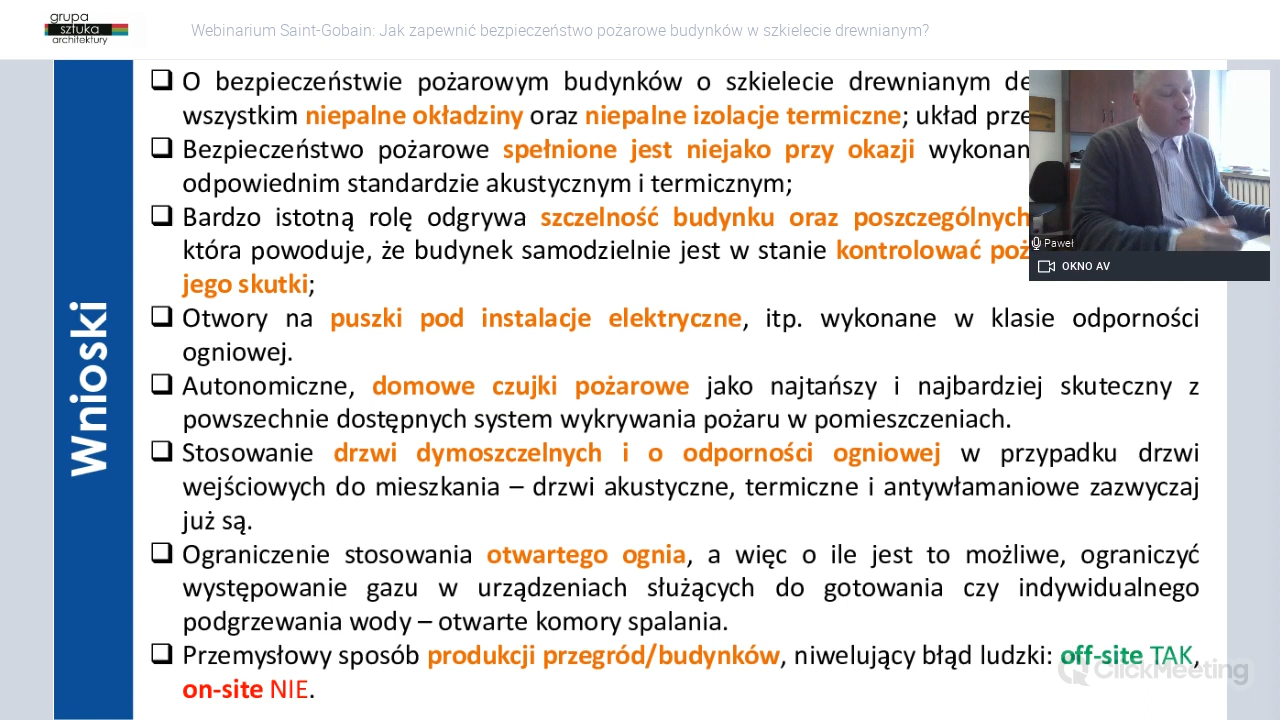 grupa
sztuka
architektury
Webinarium Saint-Gobain: Jak zapewnić bezpieczeństwo pożarowe budynków w szkielecie drewnianym?
Wnioski
❑ O bezpieczeństwie pożarowym budynków o szkielecie drewnianym
wszystkim niepalne okładziny oraz niepalne izolacje termiczne; układ
❑ Bezpieczeństwo pożarowe spełnione jest niejako przy okazji
odpowiednim standardzie akustycznym i termicznym;
❑ Bardzo istotną rolę odgrywa szczelność budynku oraz poszczególnych
która powoduje, że budynek samodzielnie jest w stanie kontrolować
jego skutki;
❑ Otwory na puszki pod instalacje elektryczne, itp. wykonane w klasie odporności
ogniowej.
❑ Autonomiczne, domowe czujki pożarowe jako najtańszy i najbardziej skuteczny z
powszechnie dostępnych system wykrywania pożaru w pomieszczeniach.
❑ Stosowanie drzwi dymoszczelnych i o odporności ogniowej w przypadku drzwi
wejściowych do mieszkania – drzwi akustyczne, termiczne i antywłamaniowe zazwyczaj
już są.
❑ Ograniczenie stosowania otwartego ognia, a więc o ile jest to możliwe, ograniczyć
występowanie gazu w urządzeniach służących do gotowania czy indywidualnego
podgrzewania wody – otwarte komory spalania.
❑ Przemysłowy sposób produkcji przegród/budynków, niwelujący błąd ludzki: off-site TAK,
on-site NIE.
Paweł
OKNO AV
ClickMeeting